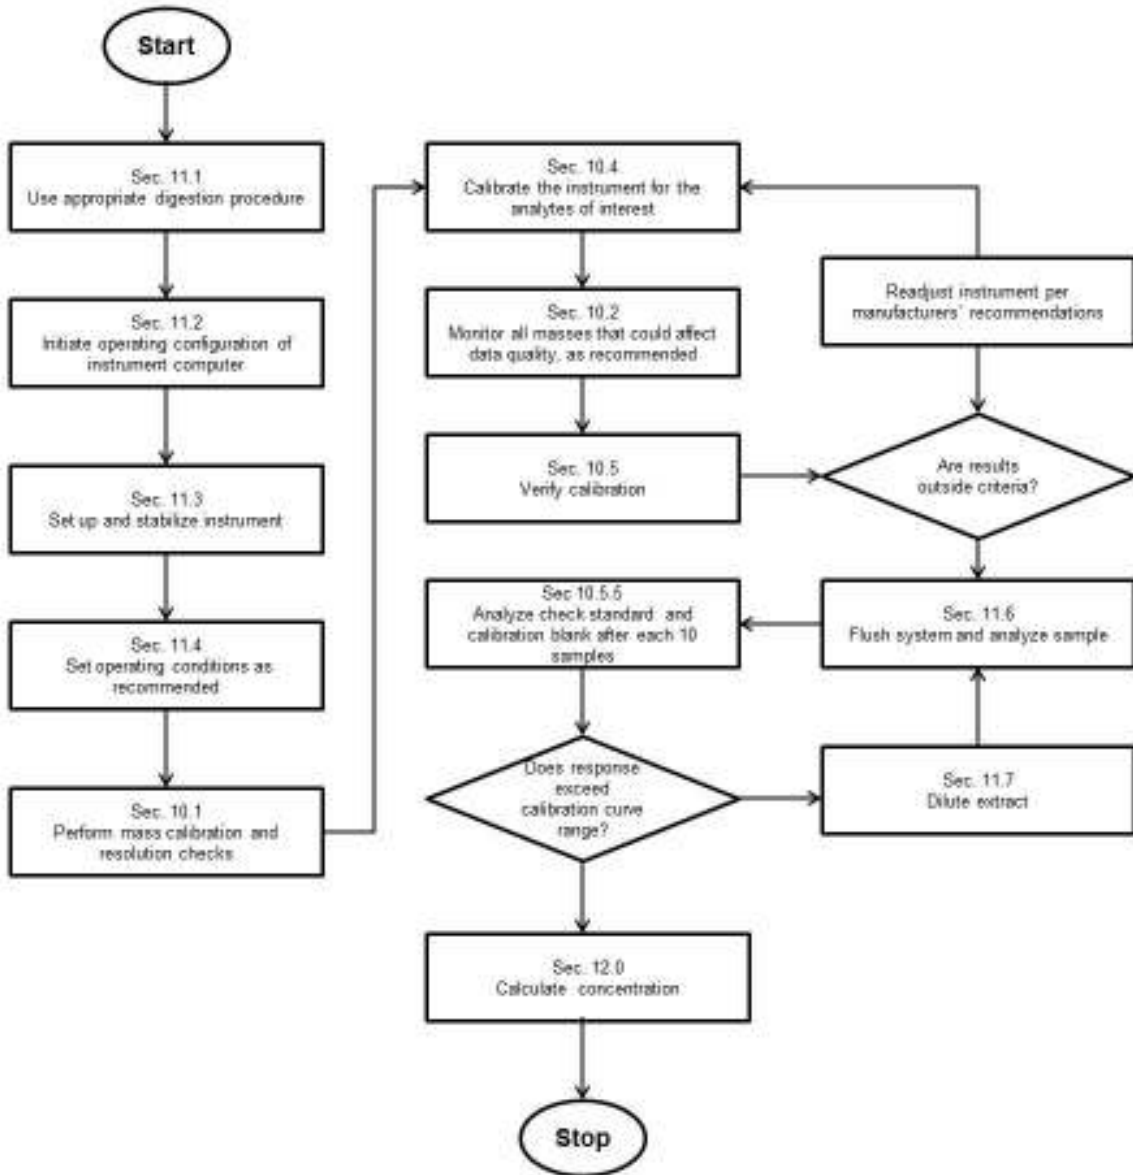 Start
Sec. 11.1
Use appropriate digestion procedure
Sec. 11.2
Initiate operating configuration of
instrument computer
Sec. 11.3
Set up and stabilize instrument
Sec. 11.4
Set operating conditions as
recommended
Sec. 10.1
Perform mass calibration and
resolution checks
Sec. 10.4
Calibrate the instrument for the
analytes of interest
Sec. 10.2
Monitor all masses that could affect
data quality, as recommended
Sec. 10.5
Verify calibration
Readjust instrument per
manufacturers' recommendations
Are results
outside criteria?
Sec. 11.6
Flush system and analyze sample
Sec 10.5.5
Analyze check standard and
calibration blank after each 10
samples
Does response
exceed
calibration curve
range?
Sec. 11.7
Dilute extract
Sec. 12.0
Calculate concentration
Stop